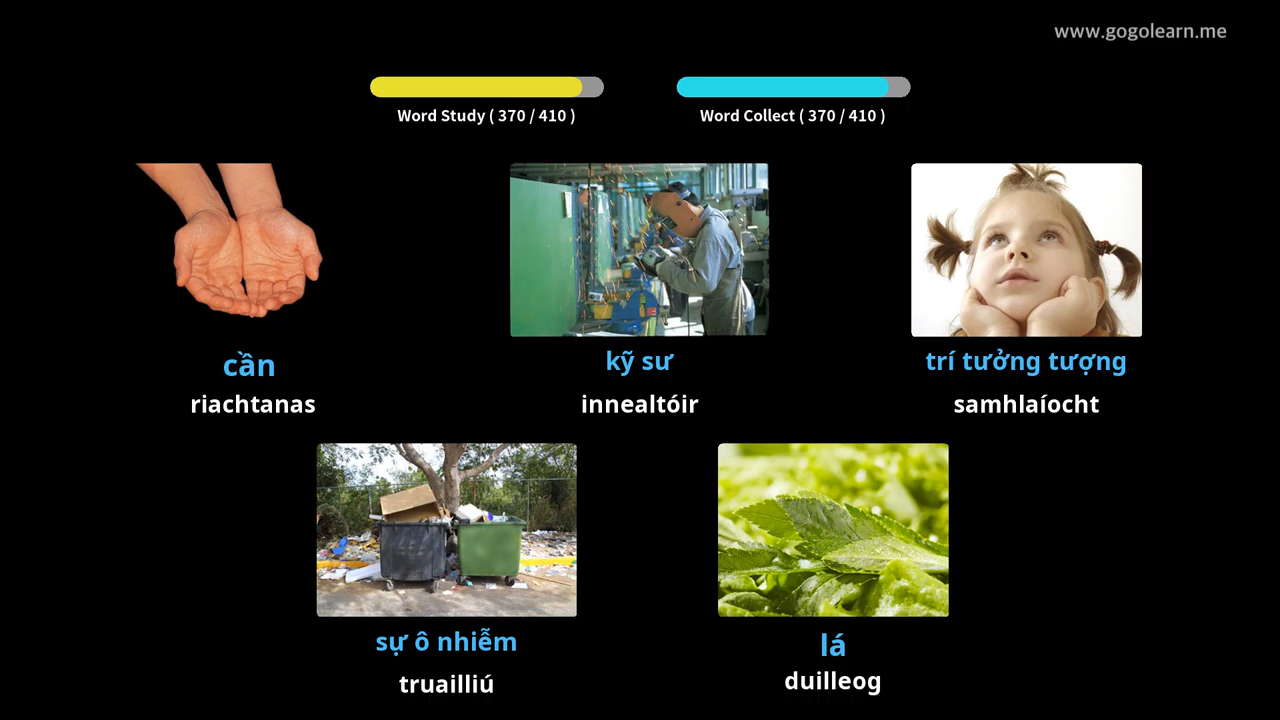 www.gogolearn.me
Word Study ( 370 / 410 )
Word Collect ( 370 / 410 )
cần
riachtanas
kỹ sư
innealtóir
trí tưởng tượng
samhlaíocht
sự ô nhiễm
truailliú
lá
duilleog